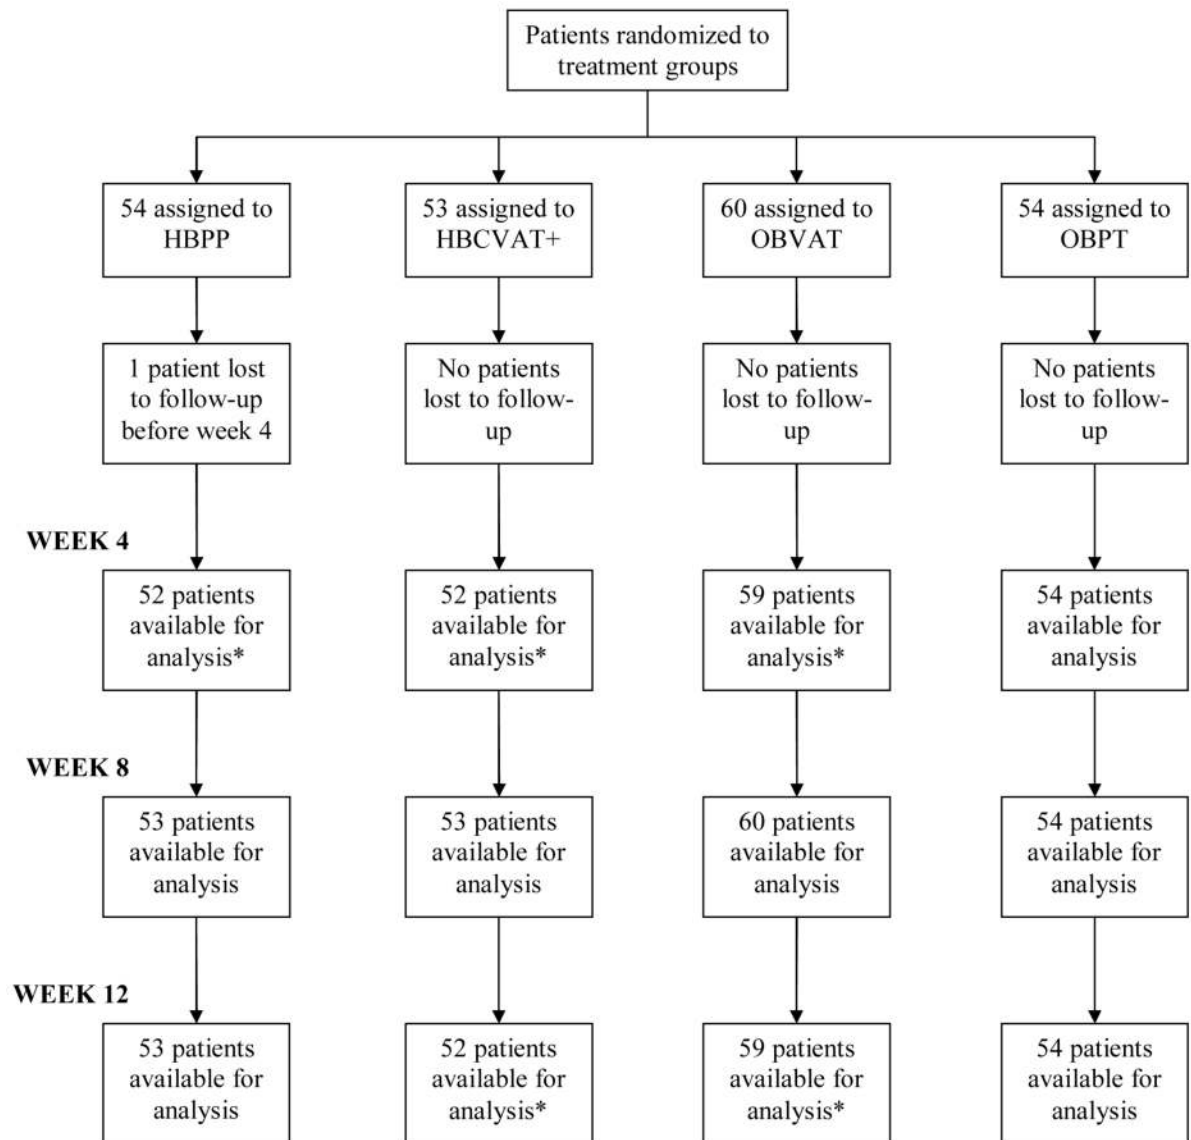 Patients randomized to
treatment groups
54 assigned to
HBPP
53 assigned to
HBCVAT+
60 assigned to
OBVAT
54 assigned to
OBPT
1 patient lost
to follow-up
before week 4
No patients
lost to follow-
up
No patients
lost to follow-
up
No patients
lost to follow-
up
WEEK 4
52 patients
available for
analysis*
52 patients
available for
analysis*
59 patients
available for
analysis*
54 patients
available for
analysis
WEEK 8
53 patients
available for
analysis
53 patients
available for
analysis
60 patients
available for
analysis
54 patients
available for
analysis
WEEK 12
53 patients
available for
analysis
52 patients
available for
analysis*
59 patients
available for
analysis*
54 patients
available for
analysis